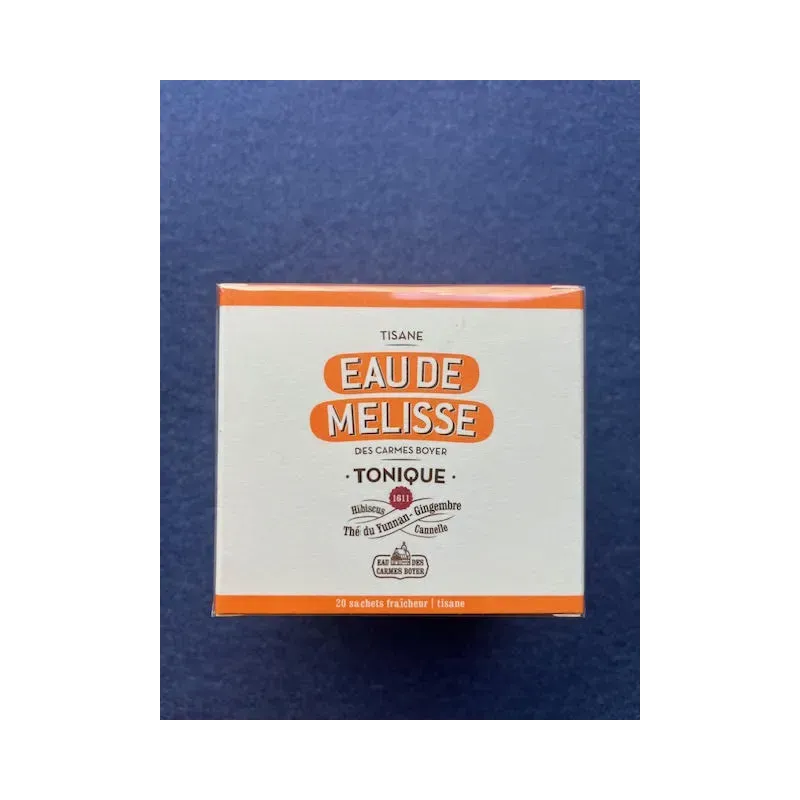 TISANE
EAU DE
MELISSE
DES CARMES BOYER
· TONIQUE ·
1611
Hibiscus
Thé du Yunnan - Gingembre
Cannelle
EAU DES
CARMES BOYER
20 sachets fraîcheur | tisane